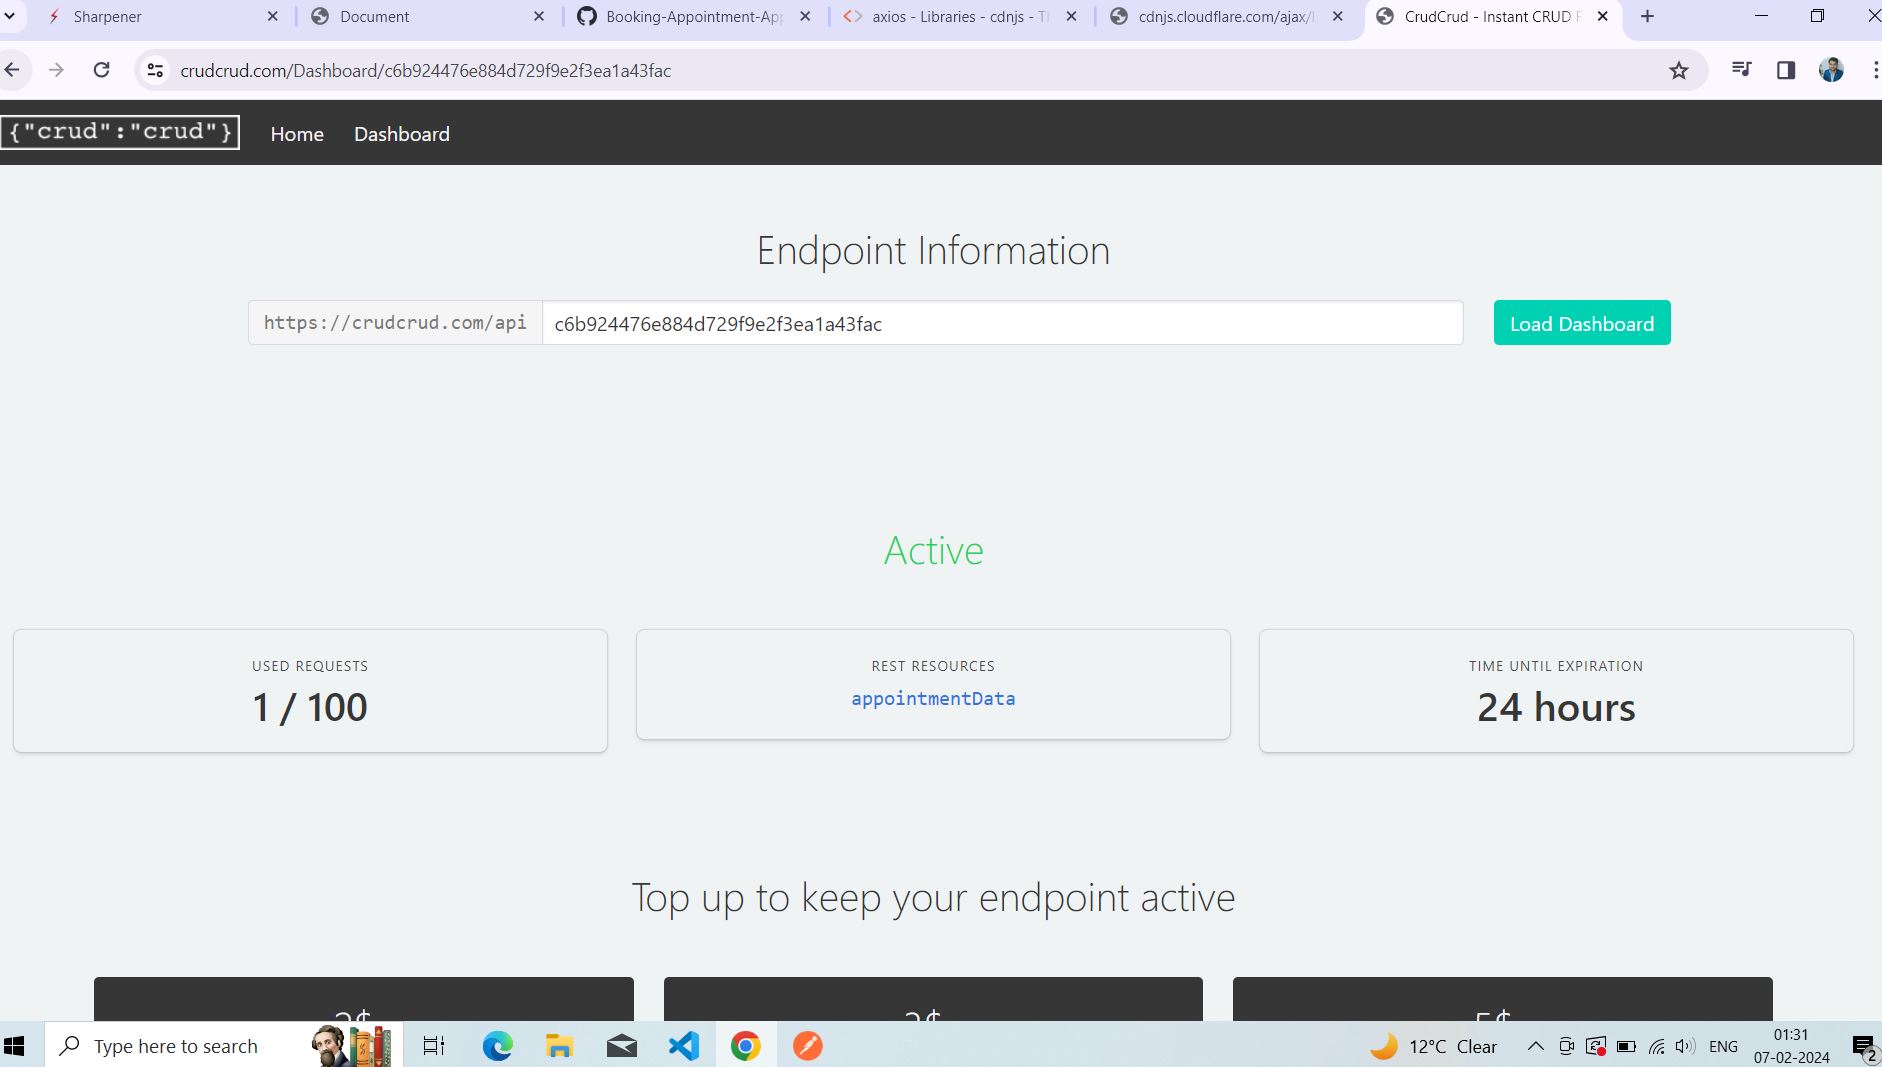 Sharpener
Document
Booking-Appointment-Ap
axios - Libraries - cdnjs - T
cdnjs.cloudflare.com/ajax/
CrudCrud - Instant CRUD
crudcrud.com/Dashboard/c6b924476e884d729f9e2f3ea1a43fac
{"crud":"crud"}
Home
Dashboard
Endpoint Information
https://crudcrud.com/api
c6b924476e884d729f9e2f3ea1a43fac
Load Dashboard
Active
USED REQUESTS
1 / 100
REST RESOURCES
appointmentData
TIME UNTIL EXPIRATION
24 hours
Top up to keep your endpoint active
Type here to search
12°C Clear
ENG
01:31
07-02-2024
2